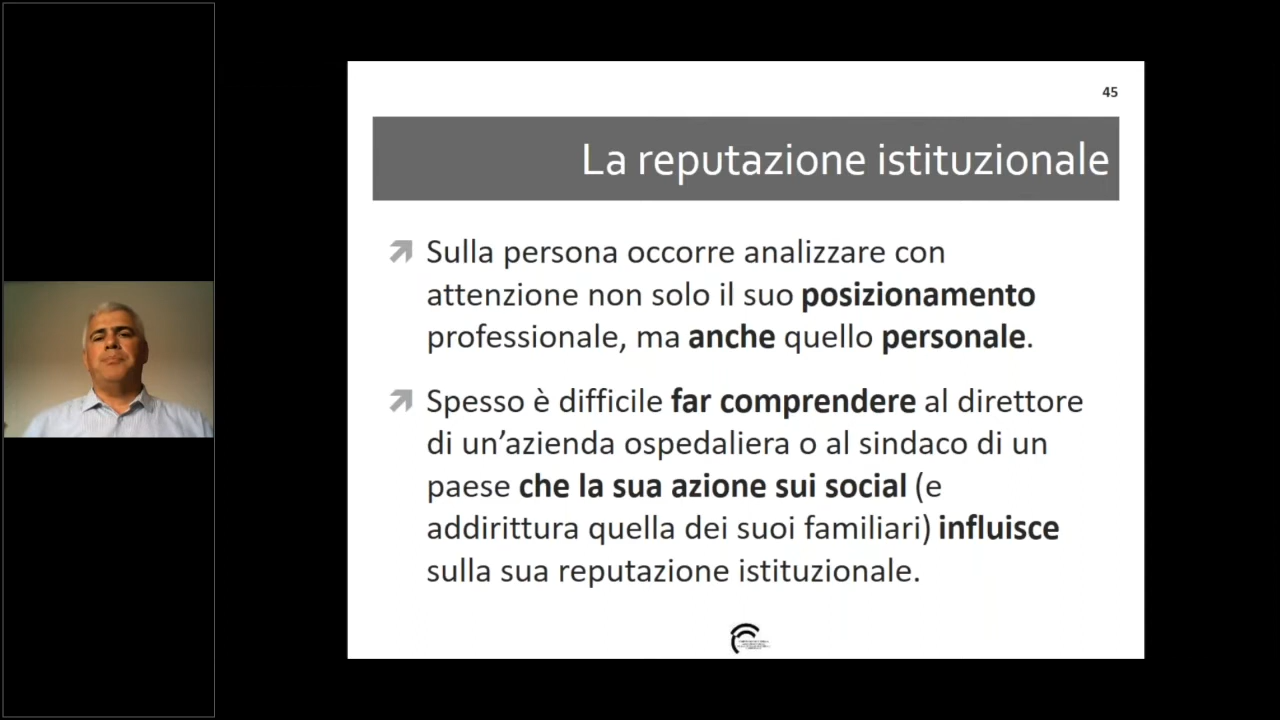 45
La reputazione istituzionale
Sulla persona occorre analizzare con
attenzione non solo il suo posizionamento
professionale, ma anche quello personale.
Spesso è difficile far comprendere al direttore
di un’azienda ospedaliera o al sindaco di un
paese che la sua azione sui social (e
addirittura quella dei suoi familiari) influisce
sulla sua reputazione istituzionale.